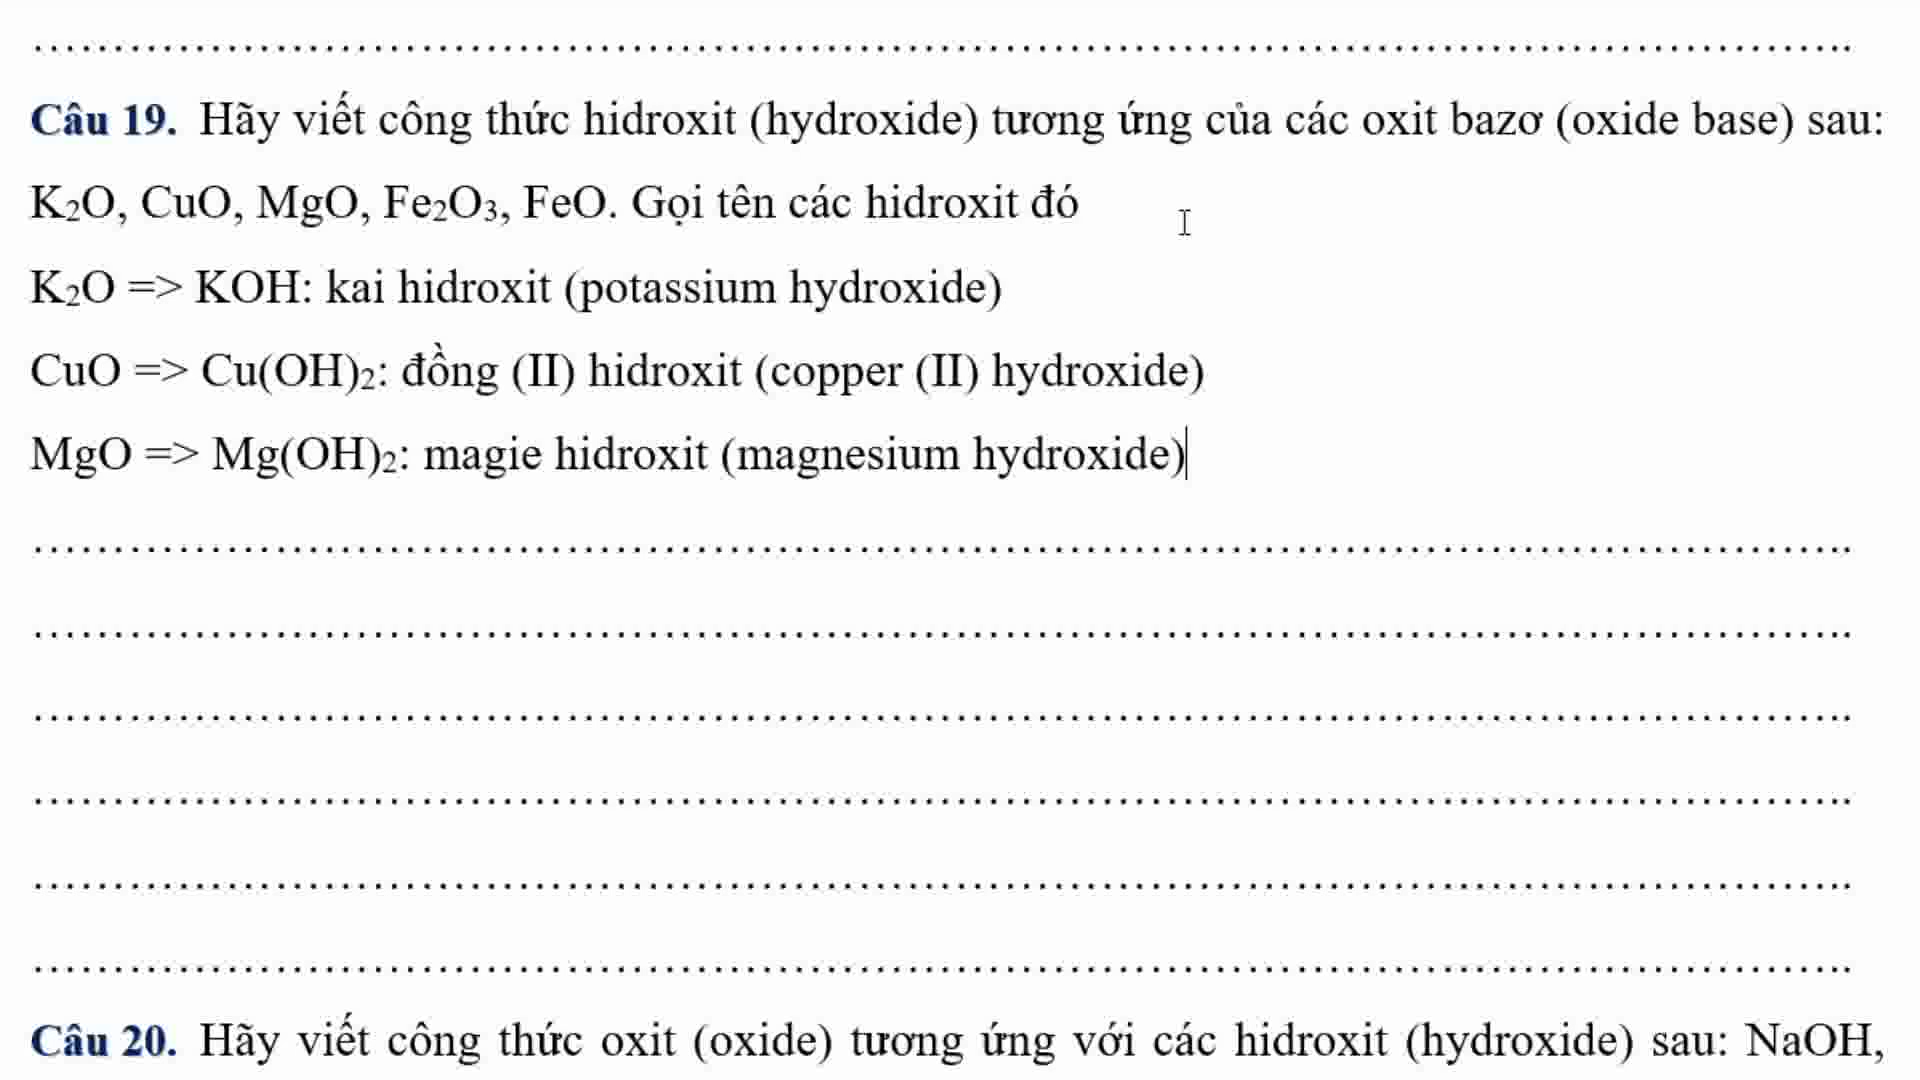 ……………………………………………………………………………………………..
Câu 19. Hãy viết công thức hidroxit (hydroxide) tương ứng của các oxit bazơ (oxide base) sau:
K₂O, CuO, MgO, Fe₂O₃, FeO. Gọi tên các hidroxit đó
K₂O => KOH: kai hidroxit (potassium hydroxide)
CuO => Cu(OH)₂: đồng (II) hidroxit (copper (II) hydroxide)
MgO => Mg(OH)₂: magie hidroxit (magnesium hydroxide)
……………………………………………………………………………………………..
……………………………………………………………………………………………..
……………………………………………………………………………………………..
……………………………………………………………………………………………..
……………………………………………………………………………………………..
……………………………………………………………………………………………..
Câu 20. Hãy viết công thức oxit (oxide) tương ứng với các hidroxit (hydroxide) sau: NaOH,